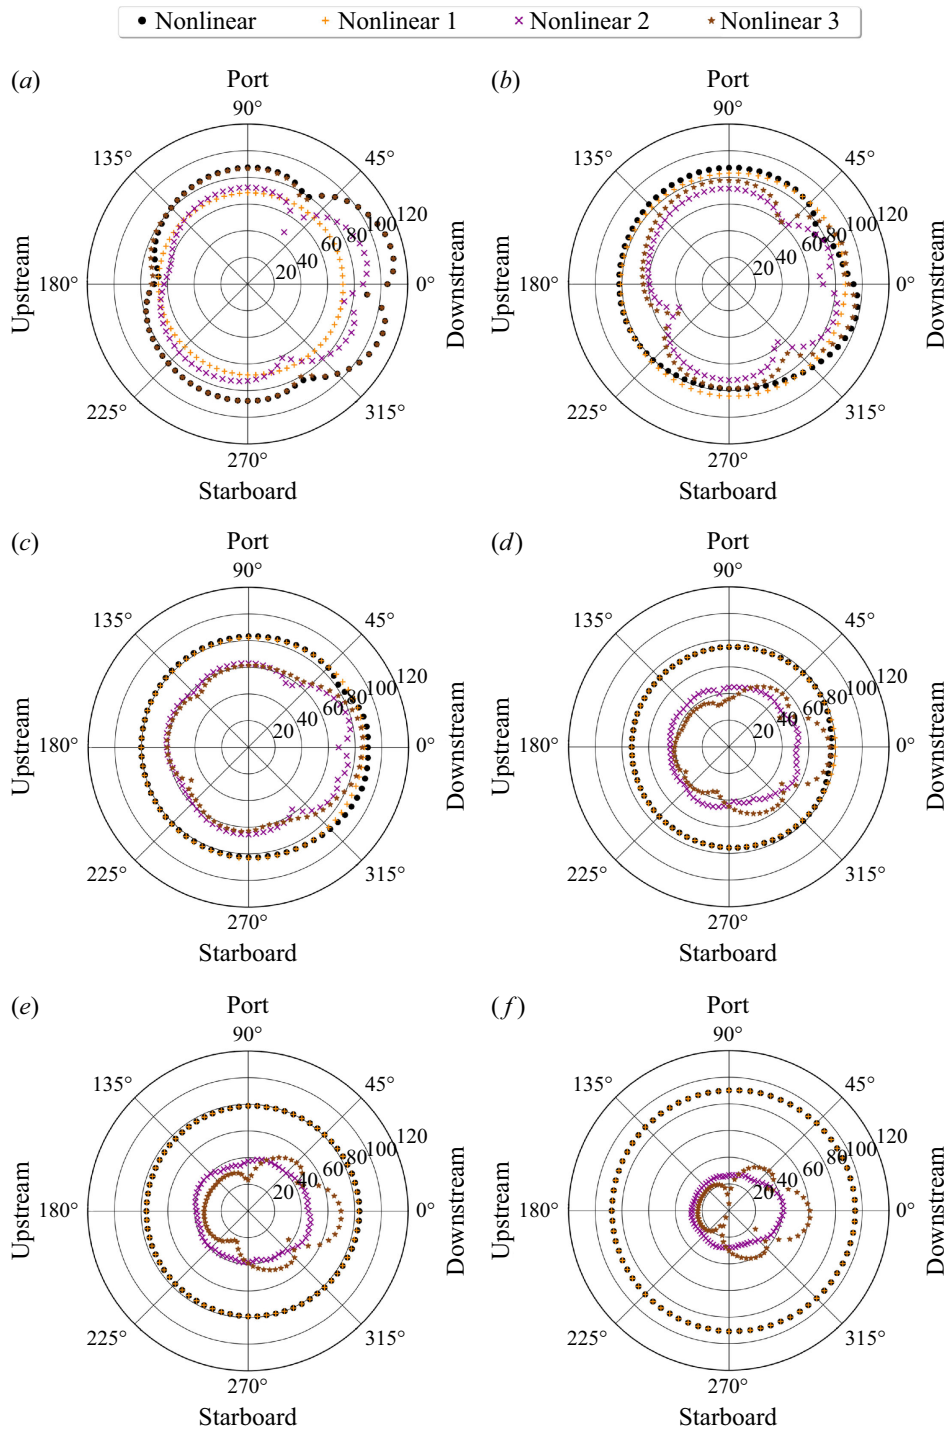 Nonlinear Nonlinear 1 Nonlinear 2 Nonlinear 3
(a) (b)
Port Port
90° 90°
135° 45° 135° 45°
120 120
100 100
80 80
60 60
40 40
20 20
Upstream 180° 0° Downstream Upstream 180° 0° Downstream
225° 315° 225° 315°
270° 270°
Starboard Starboard
(c) (d)
Port Port
90° 90°
135° 45° 135° 45°
120 120
100 100
80 80
60 60
40 40
20 20
Upstream 180° 0° Downstream Upstream 180° 0° Downstream
225° 315° 225° 315°
270° 270°
Starboard Starboard
(e) (f)
Port Port
90° 90°
135° 45° 135° 45°
120 120
100 100
80 80
60 60
40 40
20 20
Upstream 180° 0° Downstream Upstream 180° 0° Downstream
225° 315° 225° 315°
270° 270°
Starboard Starboard